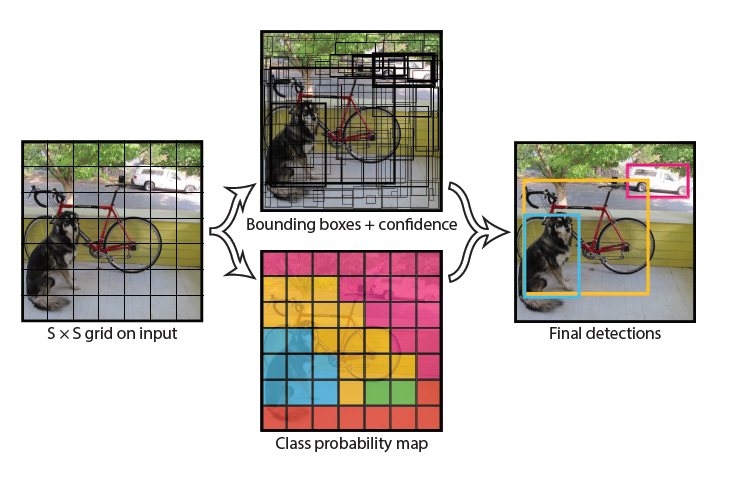 S × S grid on input
Bounding boxes + confidence
Class probability map
Final detections